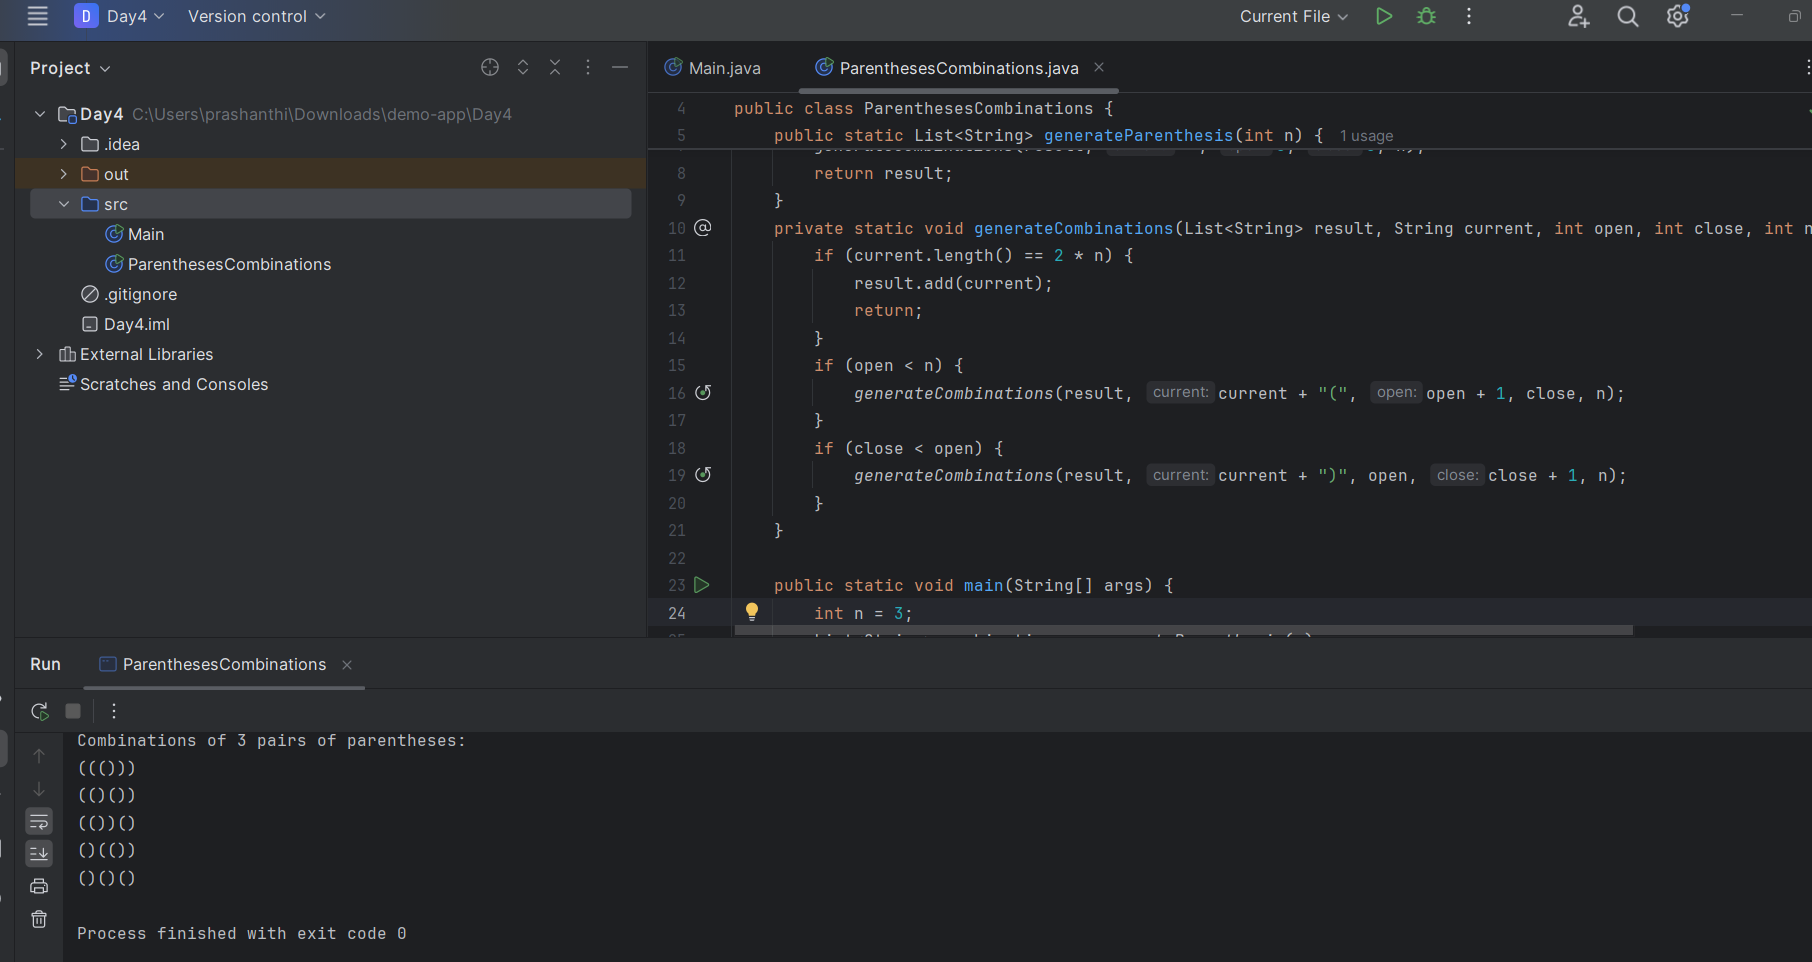 D Day4 Version control Current File
Project
Main.java ParenthesesCombinations.java
Day4 C:\Users\prashanthi\Downloads\demo-app\Day4
.idea
out
src
Main
ParenthesesCombinations
.gitignore
Day4.iml
External Libraries
Scratches and Consoles
4 public class ParenthesesCombinations {
5 public static List<String> generateParenthesis(int n) { 1 usage
8 return result;
9 }
10 private static void generateCombinations(List<String> result, String current, int open, int close, int n
11 if (current.length() == 2 * n) {
12 result.add(current);
13 return;
14 }
15 if (open < n) {
16 generateCombinations(result, current: current + "(", open: open + 1, close, n);
17 }
18 if (close < open) {
19 generateCombinations(result, current: current + ")", open, close: close + 1, n);
20 }
21 }
22
23 public static void main(String[] args) {
24 int n = 3;
Run ParenthesesCombinations
Combinations of 3 pairs of parentheses:
((()))
(()())
(())()
()(())
()()()
Process finished with exit code 0